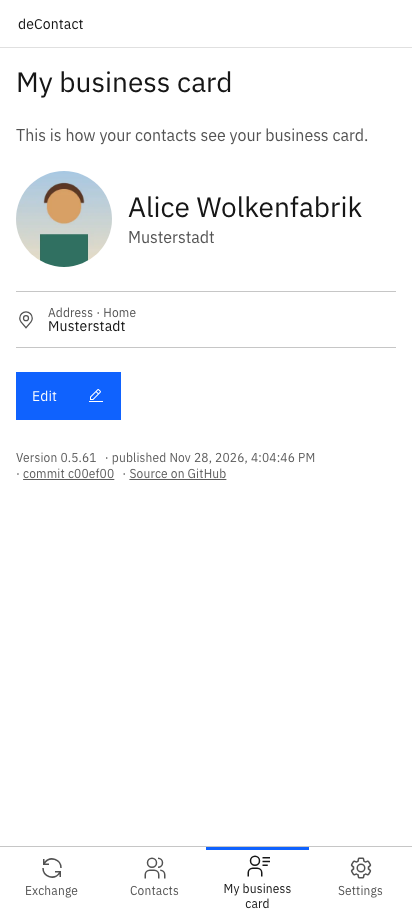 deContact
My business card
This is how your contacts see your business card.
Alice Wolkenfabrik
Musterstadt
Address · Home
Musterstadt
Edit
Version 0.5.61 · published Nov 28, 2026, 4:04:46 PM
· commit c00ef00 · Source on GitHub
Exchange
Contacts
My business
card
Settings